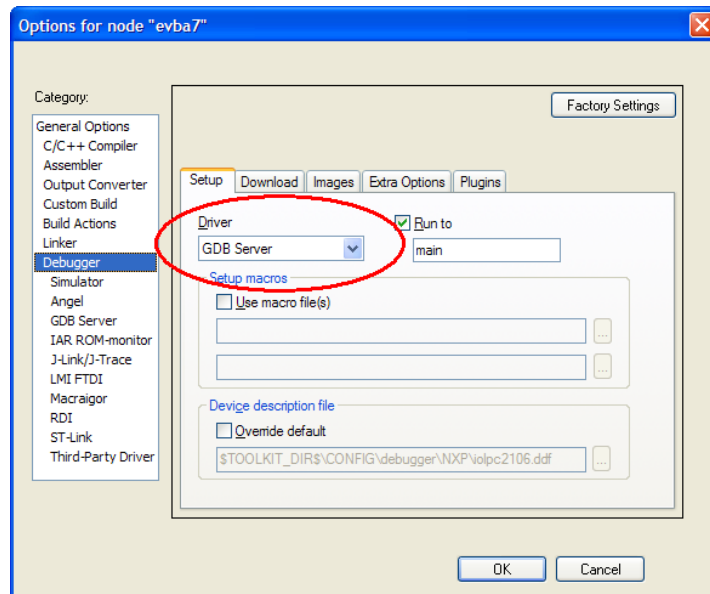 Options for node "evba7"
Category:
Factory Settings
General Options
C/C++ Compiler
Assembler
Output Converter
Custom Build
Build Actions
Linker
Debugger
Simulator
Angel
GDB Server
IAR ROM-monitor
J-Link/J-Trace
LMI FTDI
Macraigor
RDI
ST-Link
Third-Party Driver
Setup Download Images Extra Options Plugins
Driver Run to
GDB Server main
Setup macros
Use macro file(s)
...
...
Device description file
Override default
$TOOLKIT_DIR$\CONFIG\debugger\NXP\iolpc2106.ddf ...
OK Cancel